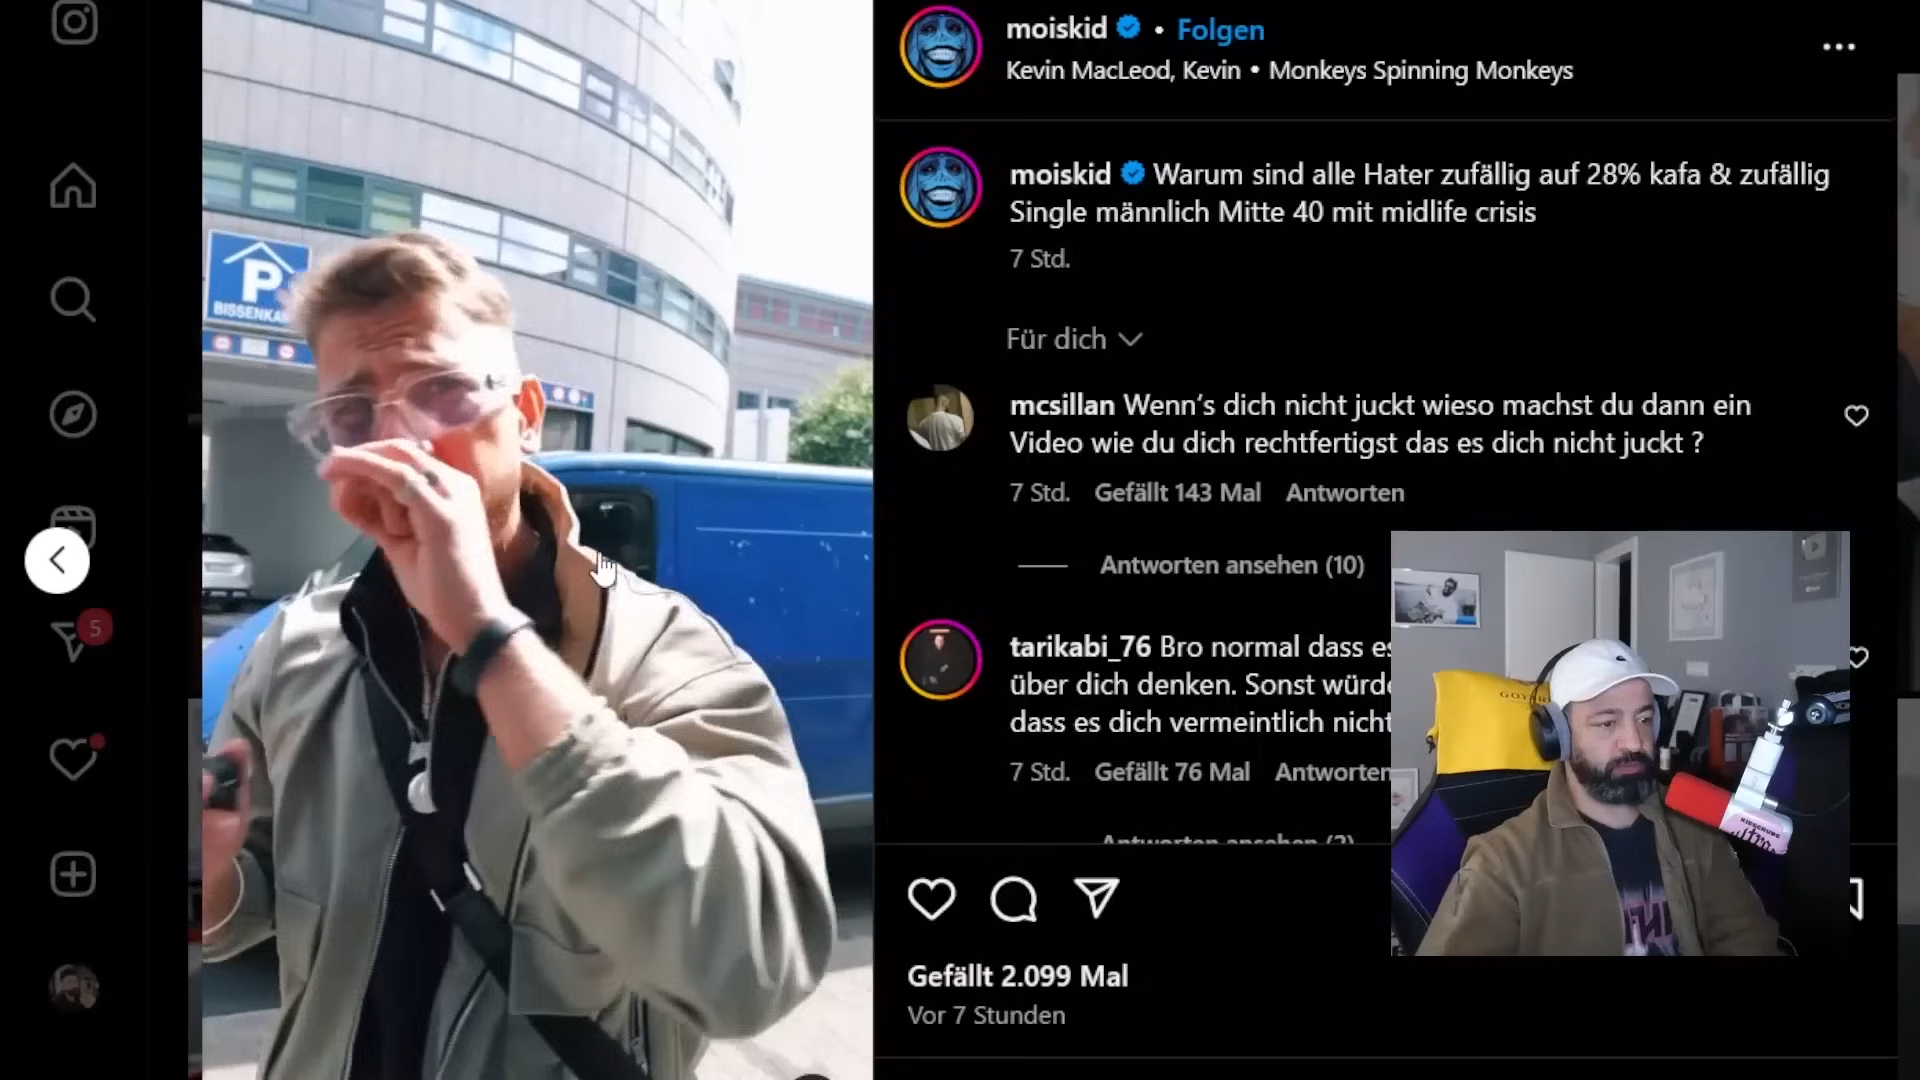 moiskid • Folgen
Kevin MacLeod, Kevin • Monkeys Spinning Monkeys
moiskid Warum sind alle Hater zufällig auf 28% kafa & zufällig
Single männlich Mitte 40 mit midlife crisis
7 Std.
Für dich
mcsillan Wenn’s dich nicht juckt wieso machst du dann ein
Video wie du dich rechtfertigst das es dich nicht juckt ?
7 Std. Gefällt 143 Mal Antworten
Antworten ansehen (10)
tarikabi_76 Bro normal dass es
über dich denken. Sonst würde
dass es dich vermeintlich nicht
7 Std. Gefällt 76 Mal Antworten
Antworten ansehen (2)
Gefällt 2.099 Mal
Vor 7 Stunden
5
P
BISSENKA
GOYAR